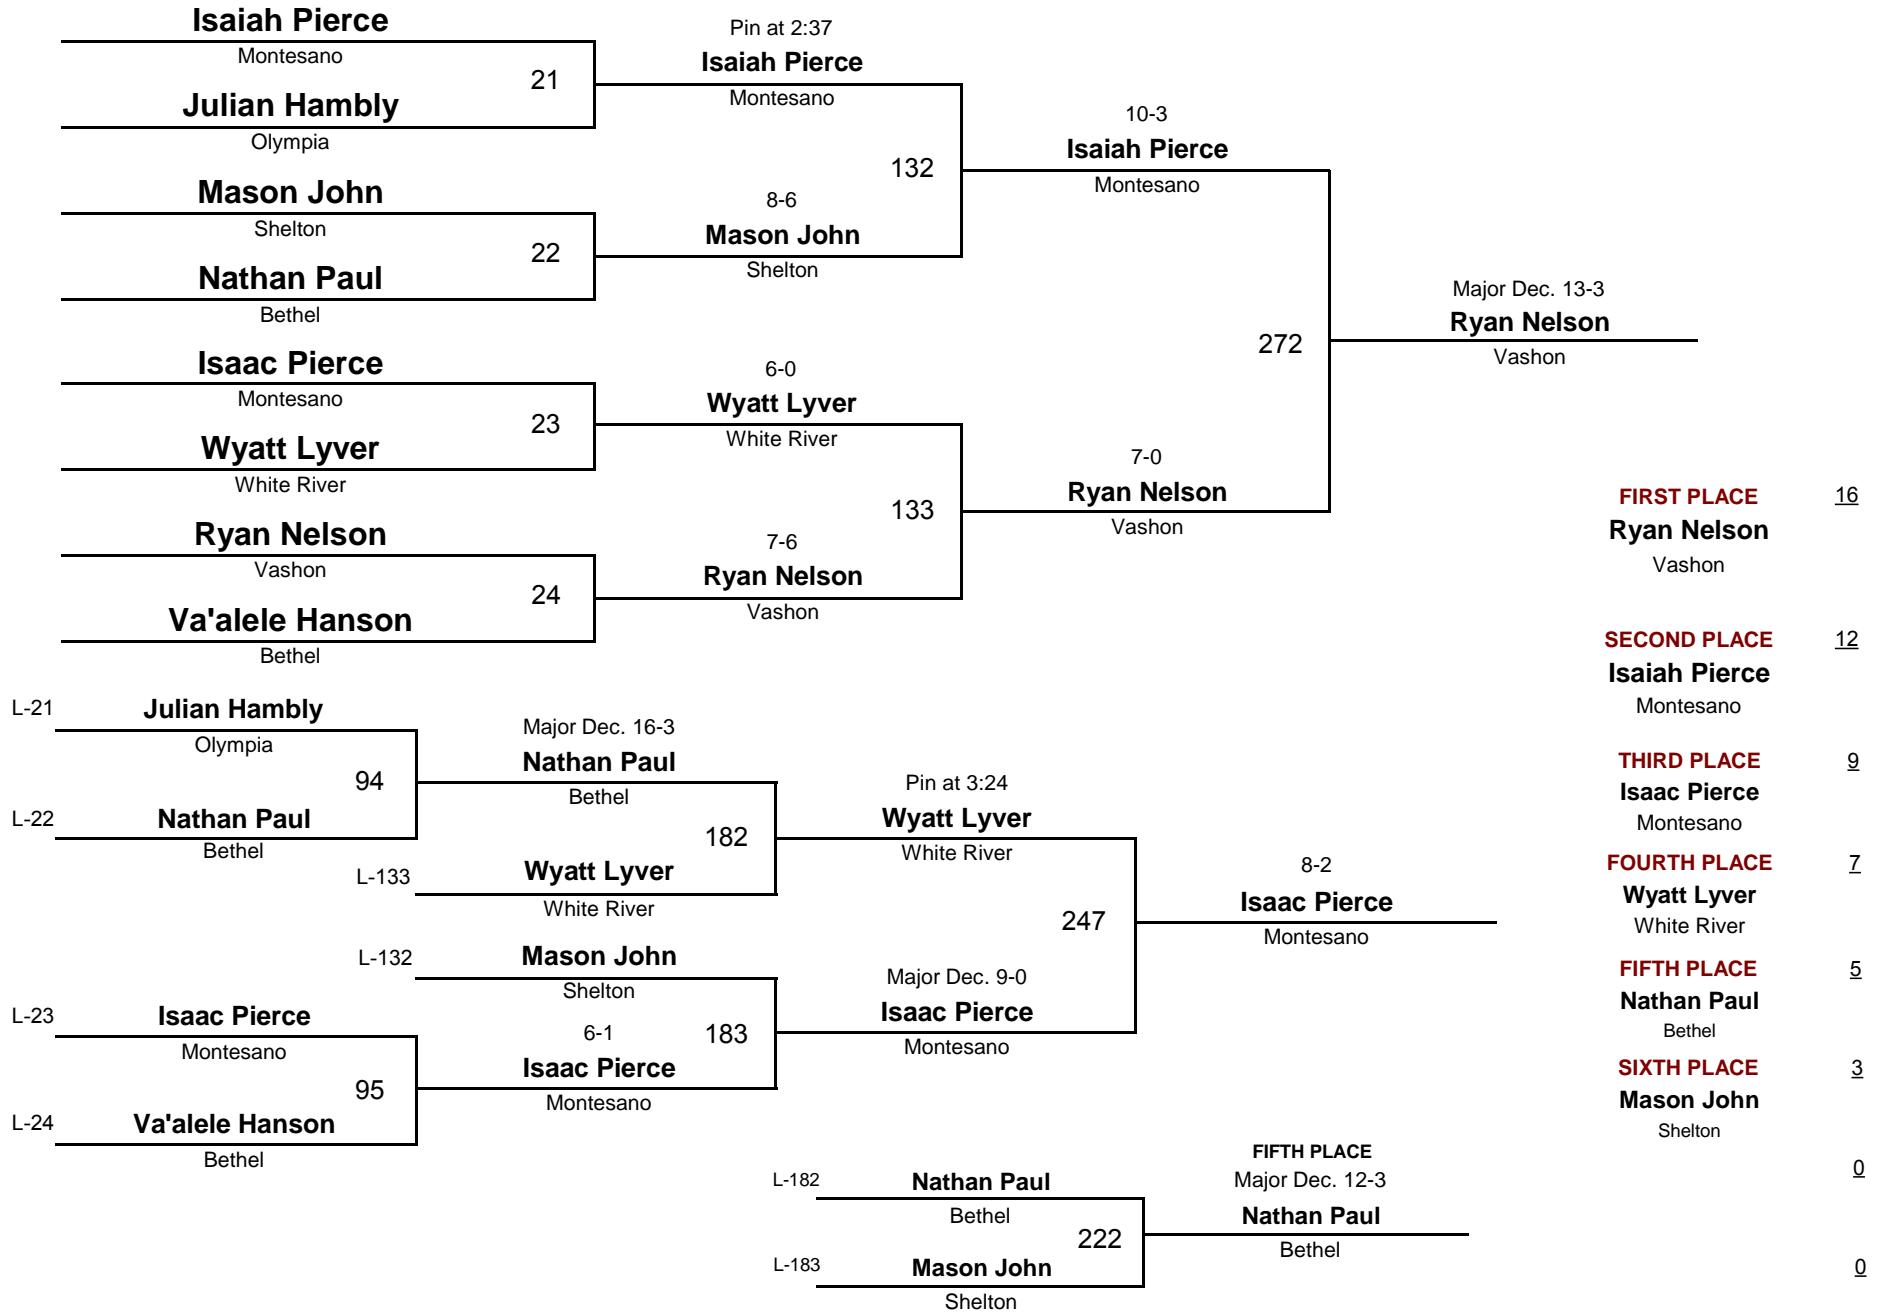 Isaiah Pierce
Montesano
21
Julian Hambly
Olympia
Mason John
Shelton
22
Nathan Paul
Bethel
Isaac Pierce
Montesano
23
Wyatt Lyver
White River
Ryan Nelson
Vashon
24
Va'alele Hanson
Bethel
Pin at 2:37
Isaiah Pierce
Montesano
132
8-6
Mason John
Shelton
6-0
Wyatt Lyver
White River
133
7-6
Ryan Nelson
Vashon
10-3
Isaiah Pierce
Montesano
272
7-0
Ryan Nelson
Vashon
Major Dec. 13-3
Ryan Nelson
Vashon
L-21 Julian Hambly
Olympia
94
L-22 Nathan Paul
Bethel
Major Dec. 16-3
Nathan Paul
Bethel
182
L-133 Wyatt Lyver
White River
L-132 Mason John
Shelton
183
6-1
Isaac Pierce
Montesano
L-23 Isaac Pierce
Montesano
95
L-24 Va'alele Hanson
Bethel
Pin at 3:24
Wyatt Lyver
White River
247
Major Dec. 9-0
Isaac Pierce
Montesano
8-2
Isaac Pierce
Montesano
L-182 Nathan Paul
Bethel
222
L-183 Mason John
Shelton
FIFTH PLACE
Major Dec. 12-3
Nathan Paul
Bethel
FIRST PLACE 16
Ryan Nelson
Vashon
SECOND PLACE 12
Isaiah Pierce
Montesano
THIRD PLACE 9
Isaac Pierce
Montesano
FOURTH PLACE 7
Wyatt Lyver
White River
FIFTH PLACE 5
Nathan Paul
Bethel
SIXTH PLACE 3
Mason John
Shelton
0
0